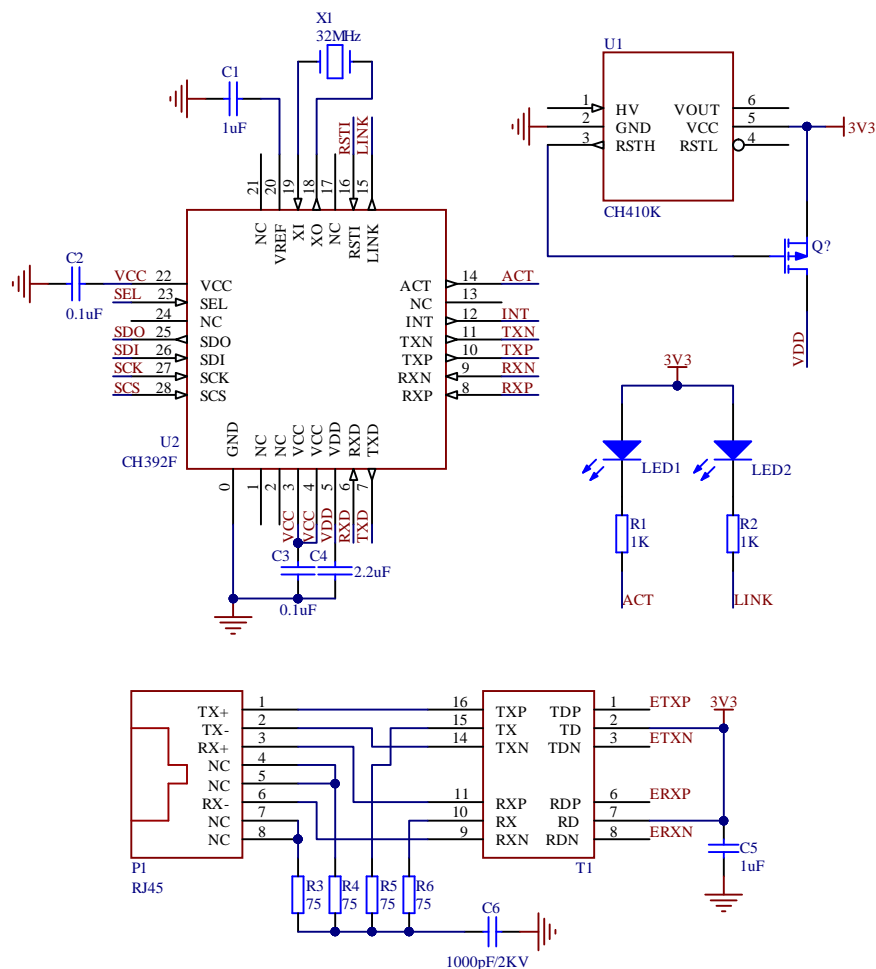 X1
32MHz
C1
1uF
RSTI
LINK
21
20
19
18
17
16
15
NC
VREF
XI
XO
NC
RSTI
LINK
C2
0.1uF
VCC 22 VCC
SEL 23 SEL
24 NC
SDO 25 SDO
SDI 26 SDI
SCK 27 SCK
SCS 28 SCS
ACT 14 ACT
NC 13
INT 12 INT
TXN 11 TXN
TXP 10 TXP
RXN 9 RXN
RXP 8 RXP
U2
CH392F
GND
NC
NC
VCC
VCC
VDD
RXD
TXD
0
1
2
3
4
5
6
7
VCC
VCC
VDD
RXD
TXD
C3
0.1uF
C4
2.2uF
U1
1 HV
2 GND
3 RSTH
VOUT 6
VCC 5
RSTL 4
3V3
CH410K
Q?
VDD
3V3
LED1
LED2
R1
1K
R2
1K
ACT
LINK
TX+ 1
TX- 2
RX+ 3
NC 4
NC 5
RX- 6
NC 7
NC 8
P1
RJ45
16 TXP
15 TX
14 TXN
11 RXP
10 RX
9 RXN
TDP 1 ETXP
TD 2
TDN 3 ETXN
RDP 6 ERXP
RD 7
RDN 8 ERXN
T1
3V3
C5
1uF
R3
75
R4
75
R5
75
R6
75
C6
1000pF/2KV